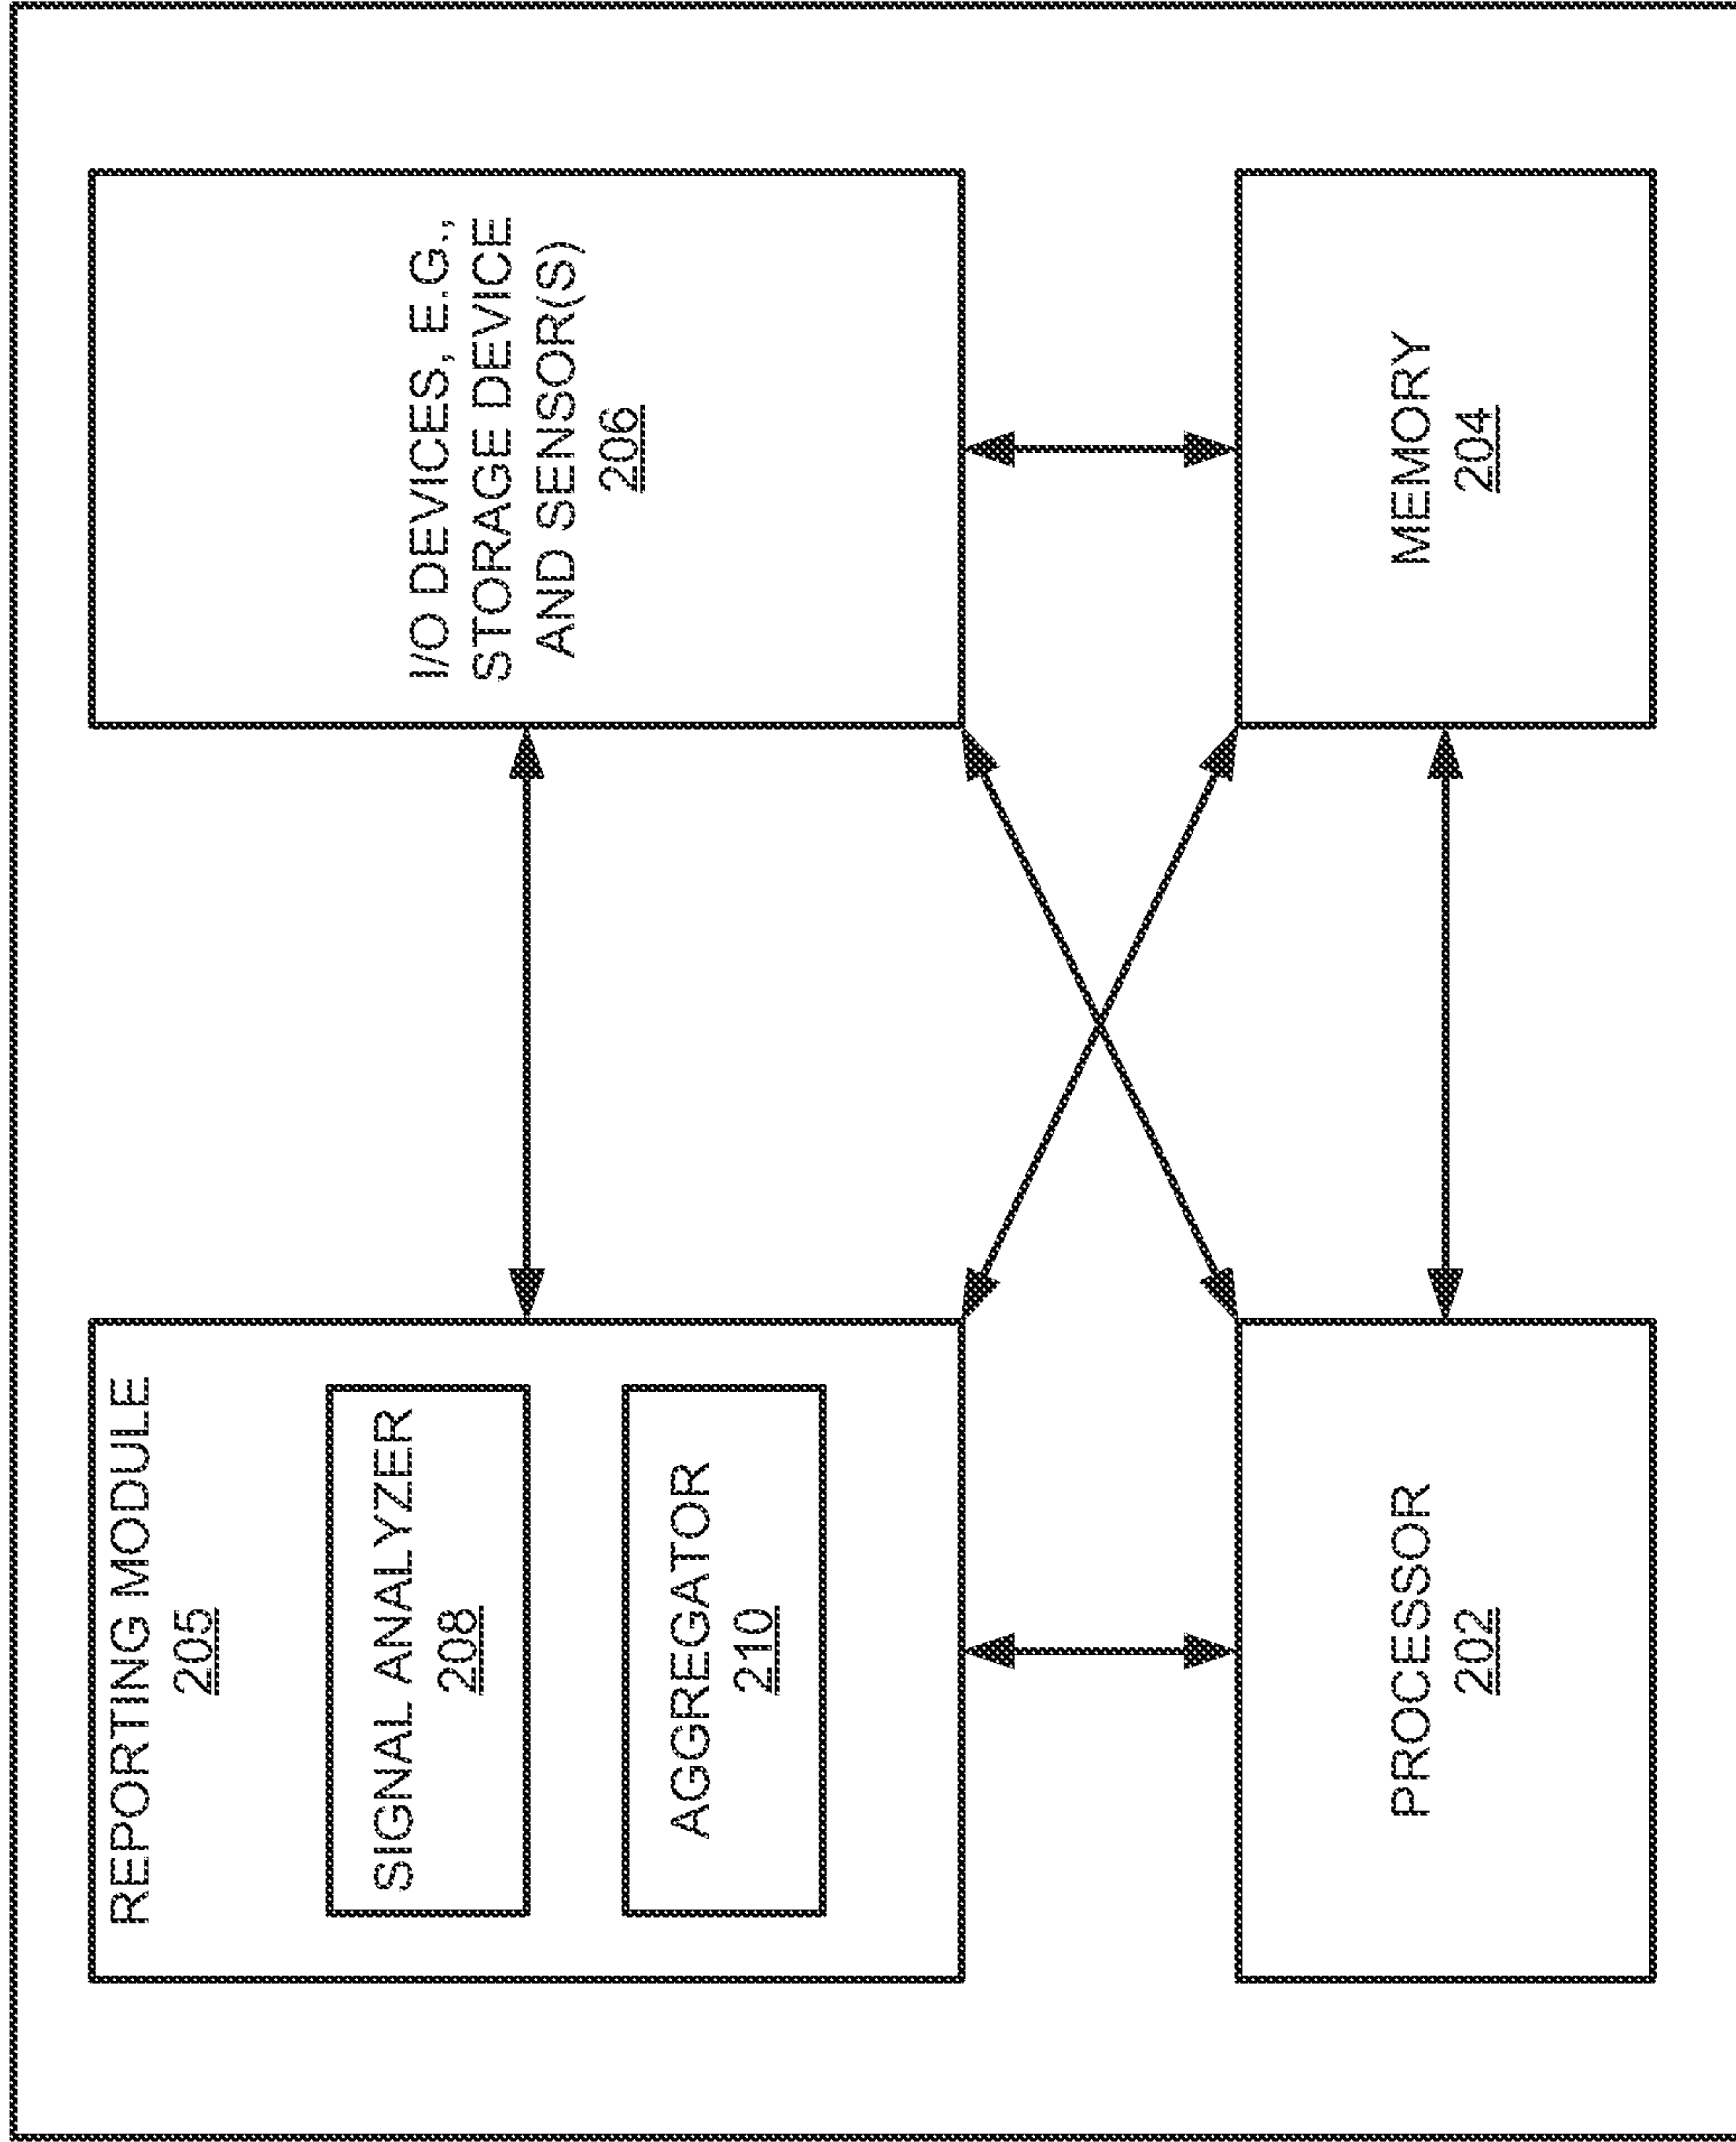 REPORTING MODULE
205
SIGNAL ANALYZER
208
AGGREGATOR
210
I/O DEVICES, E.G.,
STORAGE DEVICE
AND SENSOR(S)
206
PROCESSOR
202
MEMORY
204